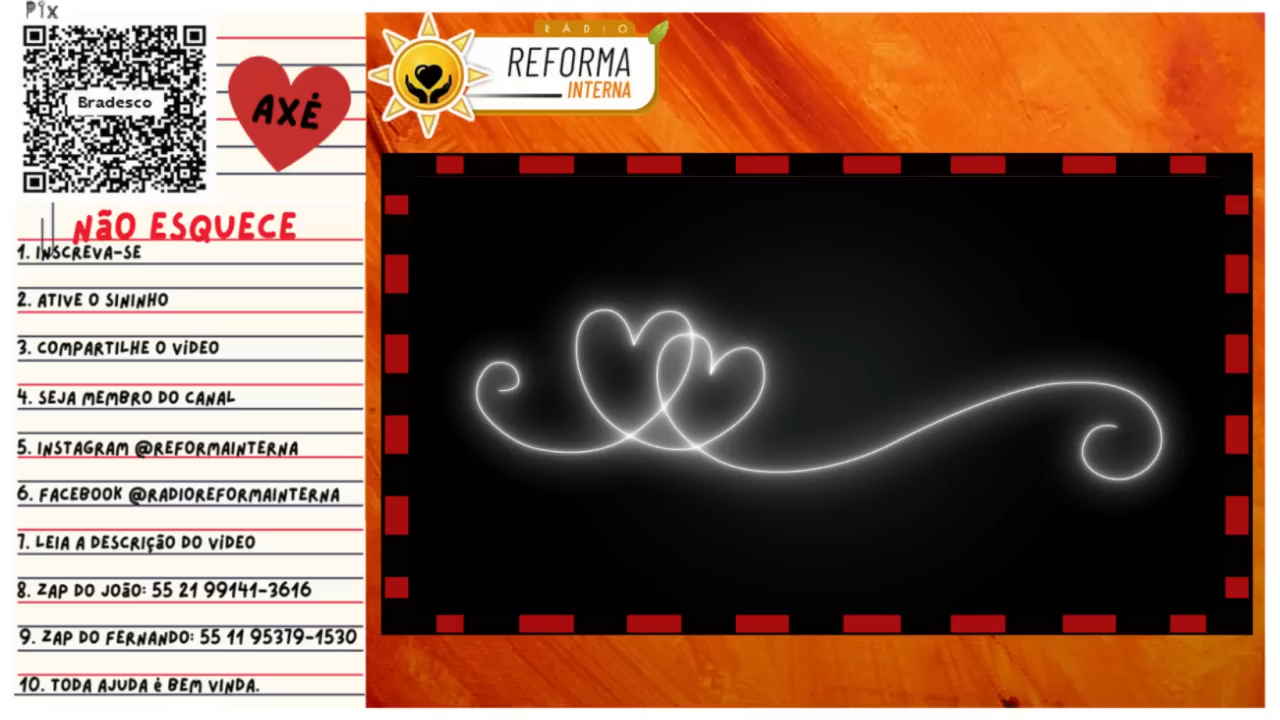 Pix
Bradesco
AXÉ
NÃO ESQUECE
1. INSCREVA-SE
2. ATIVE O SININHO
3. COMPARTILHE O VÍDEO
4. SEJA MEMBRO DO CANAL
5. INSTAGRAM @REFORMAINTERNA
6. FACEBOOK @RADIOREFORMAINTERNA
7. LEIA A DESCRIÇÃO DO VÍDEO
8. ZAP DO JOÃO: 55 21 99141-3616
9. ZAP DO FERNANDO: 55 11 95379-1530
10. TODA AJUDA É BEM VINDA.
RÁDIO
REFORMA
INTERNA